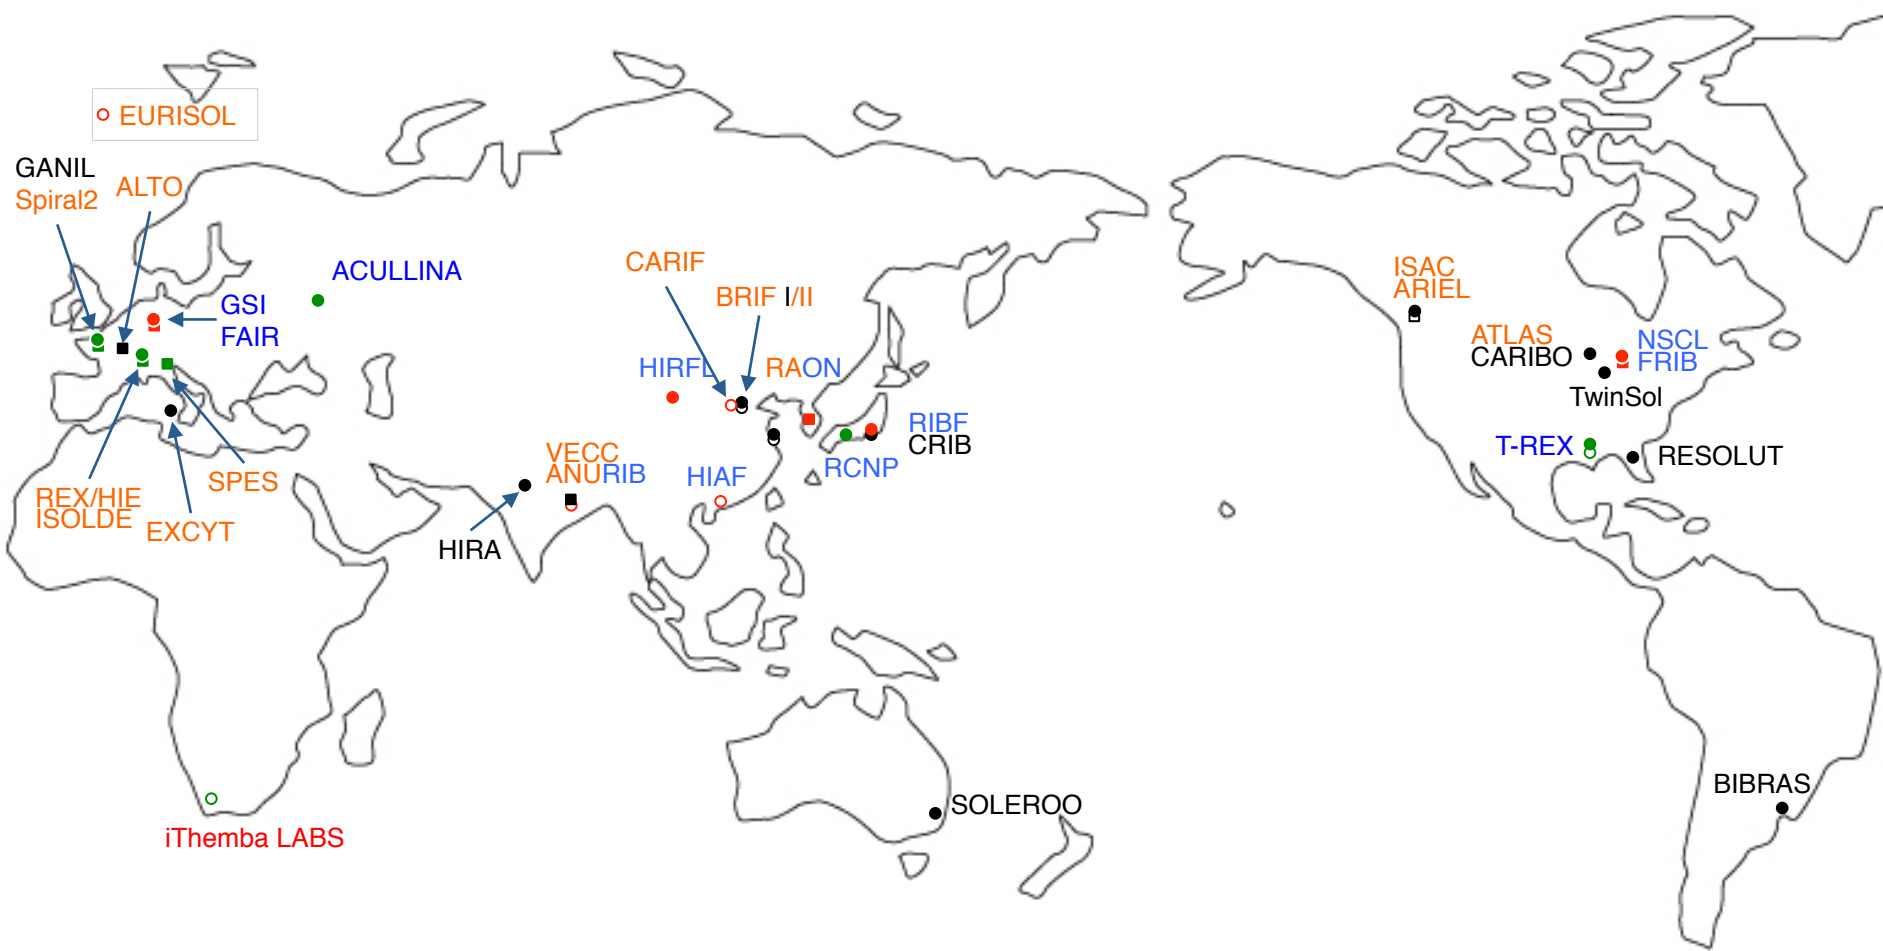 EURISOL
GANIL
Spiral2
ALTO
ACULLINA
GSI
FAIR
CARIF
BRIF I/II
HIRFL
RAON
VECC
ANURIB
HIAF
RIBF
CRIB
RCNP
REX/HIE
ISOLDE
SPES
EXCYT
HIRA
iThemba LABS
SOLEROO
ISAC
ARIEL
ATLAS
CARIBO
NSCL
FRIB
TwinSol
T-REX
RESOLUT
BIBRAS